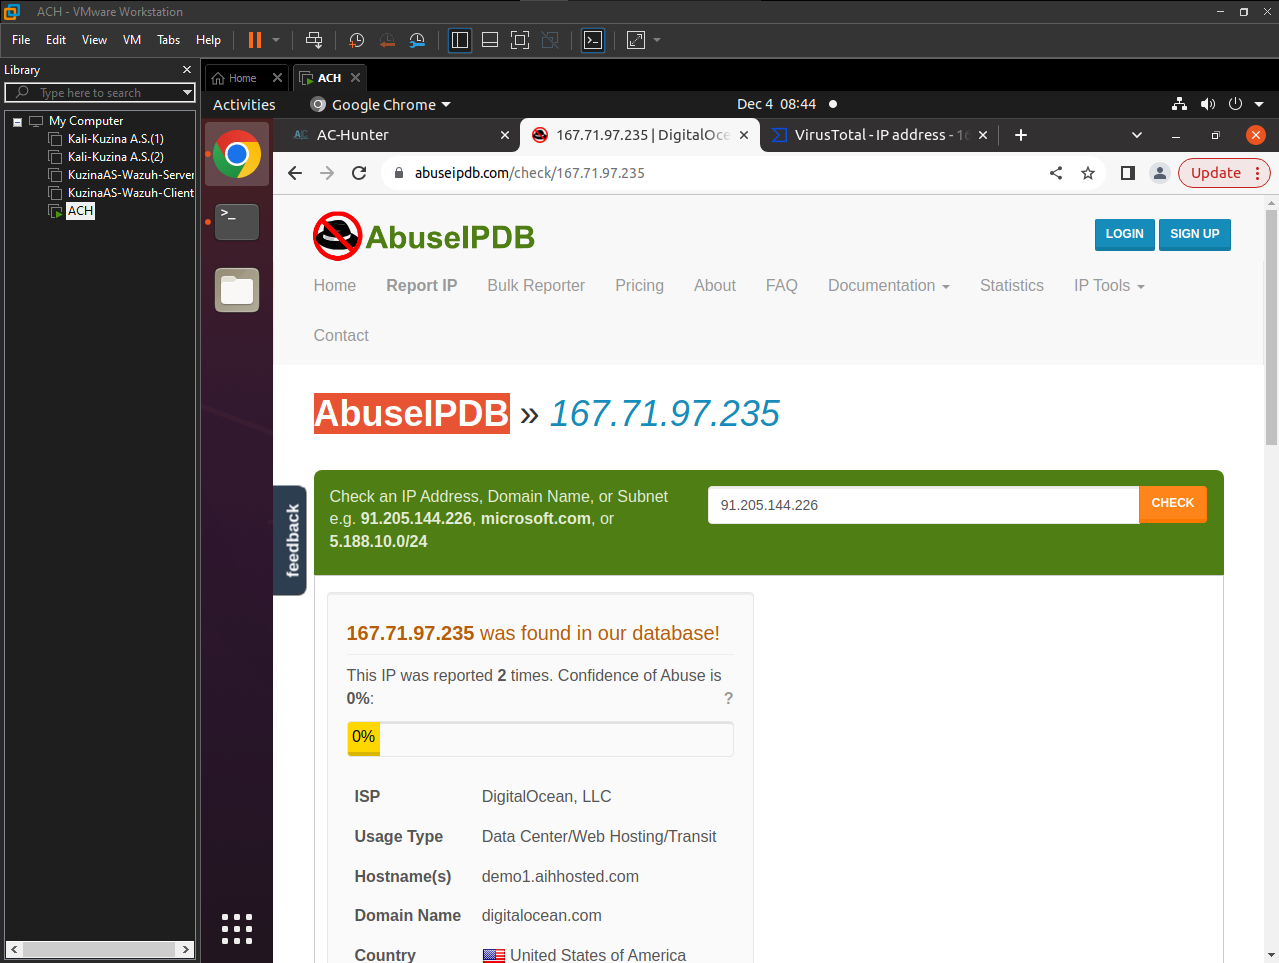 ACH - VMware Workstation
File Edit View VM Tabs Help
Library
Type here to search
My Computer
Kali-Kuzina A.S.(1)
Kali-Kuzina A.S.(2)
KuzinaAS-Wazuh-Server
KuzinaAS-Wazuh-Client
ACH
Home
ACH
Activities
Google Chrome
Dec 4 08:44
AC-Hunter
167.71.97.235 | DigitalOce
VirusTotal - IP address - 16
abuseipdb.com/check/167.71.97.235
Update
AbuseIPDB
LOGIN
SIGN UP
Home
Report IP
Bulk Reporter
Pricing
About
FAQ
Documentation
Statistics
IP Tools
Contact
AbuseIPDB » 167.71.97.235
feedback
Check an IP Address, Domain Name, or Subnet
e.g. 91.205.144.226, microsoft.com, or
5.188.10.0/24
91.205.144.226
CHECK
167.71.97.235 was found in our database!
This IP was reported 2 times. Confidence of Abuse is
0%: ?
0%
ISP DigitalOcean, LLC
Usage Type Data Center/Web Hosting/Transit
Hostname(s) demo1.aihhosted.com
Domain Name digitalocean.com
Country United States of America